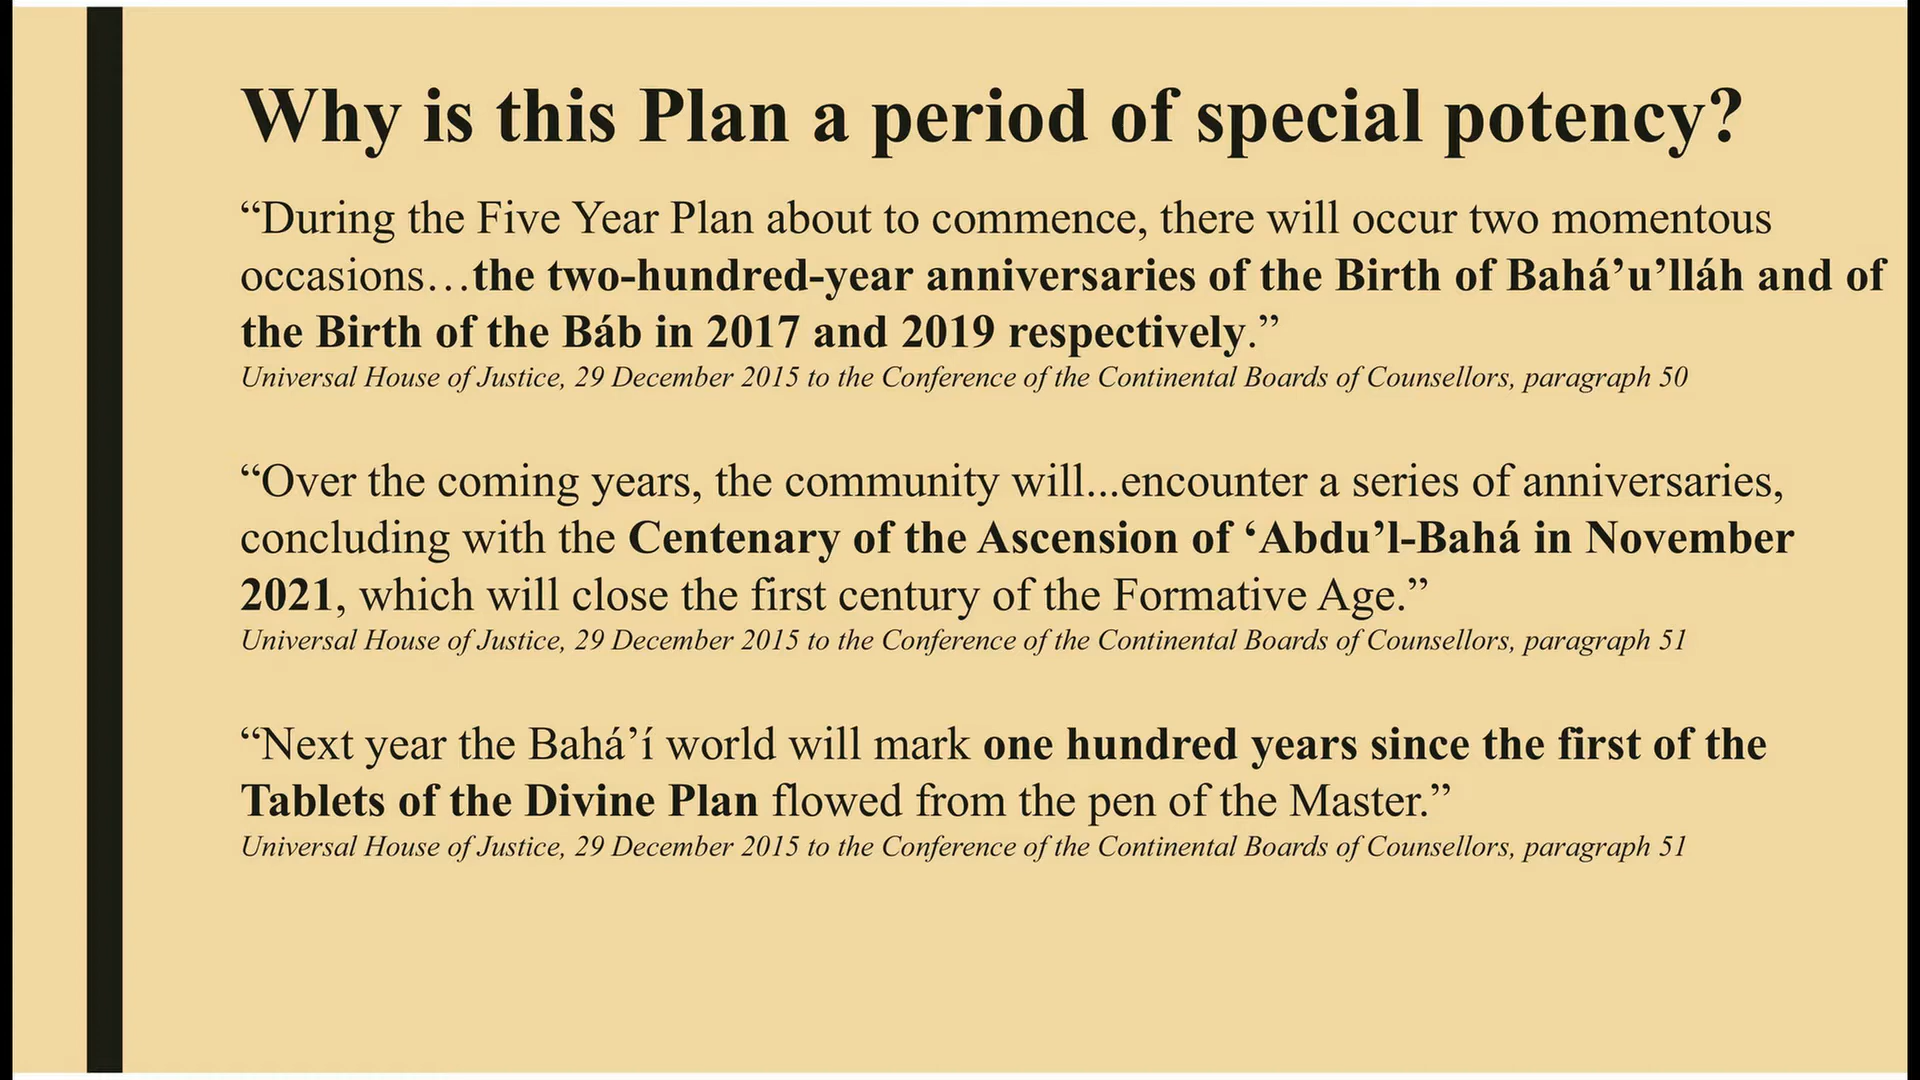 Why is this Plan a period of special potency?
“During the Five Year Plan about to commence, there will occur two momentous
occasions…the two-hundred-year anniversaries of the Birth of Bahá’u’lláh and of
the Birth of the Báb in 2017 and 2019 respectively.”
Universal House of Justice, 29 December 2015 to the Conference of the Continental Boards of Counsellors, paragraph 50
“Over the coming years, the community will...encounter a series of anniversaries,
concluding with the Centenary of the Ascension of ‘Abdu’l-Bahá in November
2021, which will close the first century of the Formative Age.”
Universal House of Justice, 29 December 2015 to the Conference of the Continental Boards of Counsellors, paragraph 51
“Next year the Bahá’í world will mark one hundred years since the first of the
Tablets of the Divine Plan flowed from the pen of the Master.”
Universal House of Justice, 29 December 2015 to the Conference of the Continental Boards of Counsellors, paragraph 51